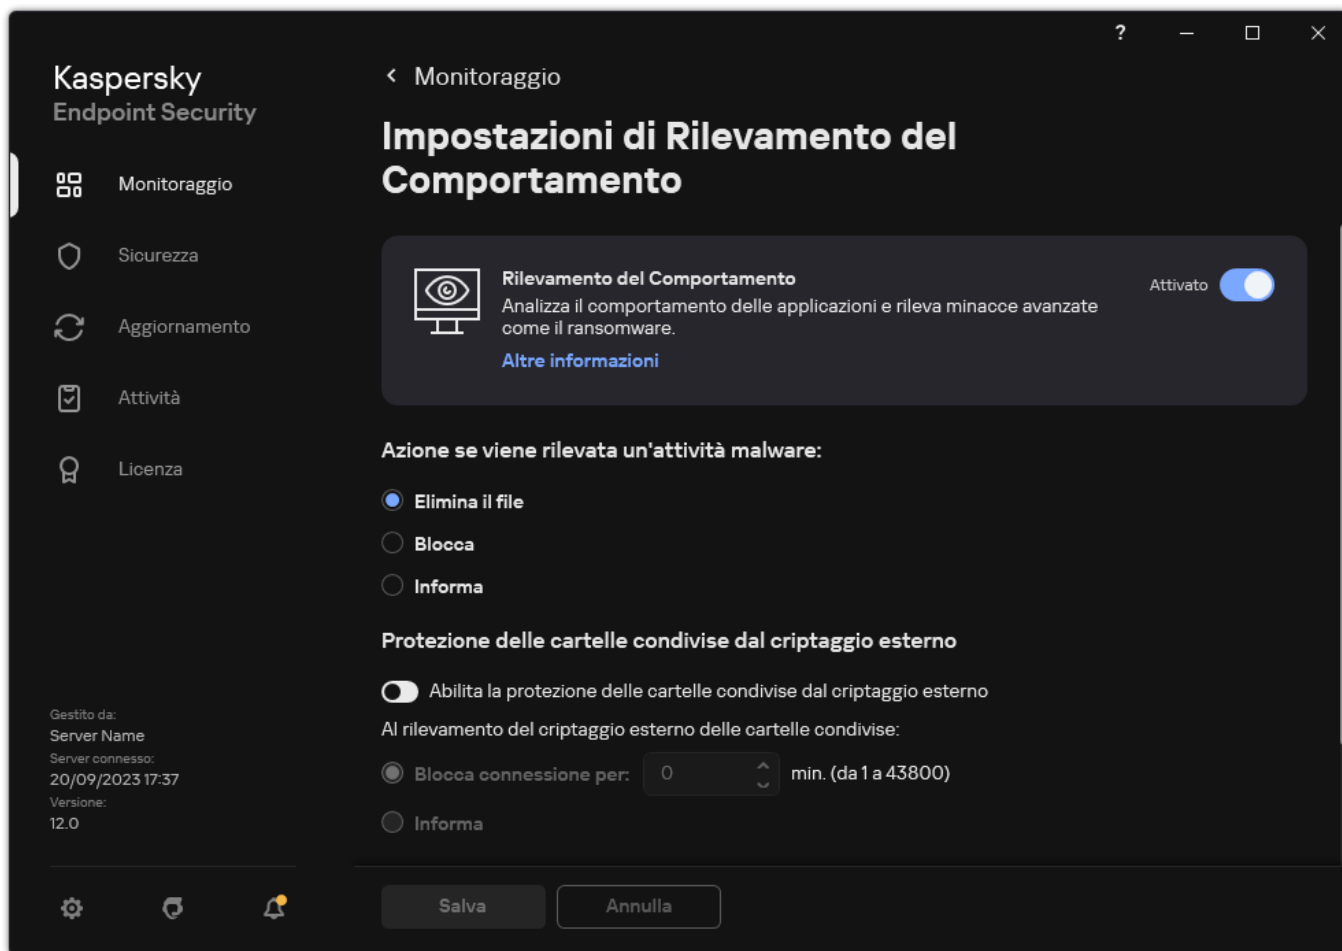 ?
Kaspersky
Endpoint Security
Monitoraggio
Sicurezza
Aggiornamento
Attività
Licenza
Gestito da:
Server Name
Server connesso:
20/09/2023 17:37
Versione:
12.0
Monitoraggio
Impostazioni di Rilevamento del
Comportamento
Rilevamento del Comportamento
Analizza il comportamento delle applicazioni e rileva minacce avanzate
come il ransomware.
Altre informazioni
Attivato
Azione se viene rilevata un'attività malware:
Elimina il file
Blocca
Informa
Protezione delle cartelle condivise dal criptaggio esterno
Abilita la protezione delle cartelle condivise dal criptaggio esterno
Al rilevamento del criptaggio esterno delle cartelle condivise:
Blocca connessione per: 0 min. (da 1 a 43800)
Informa
Salva Annulla